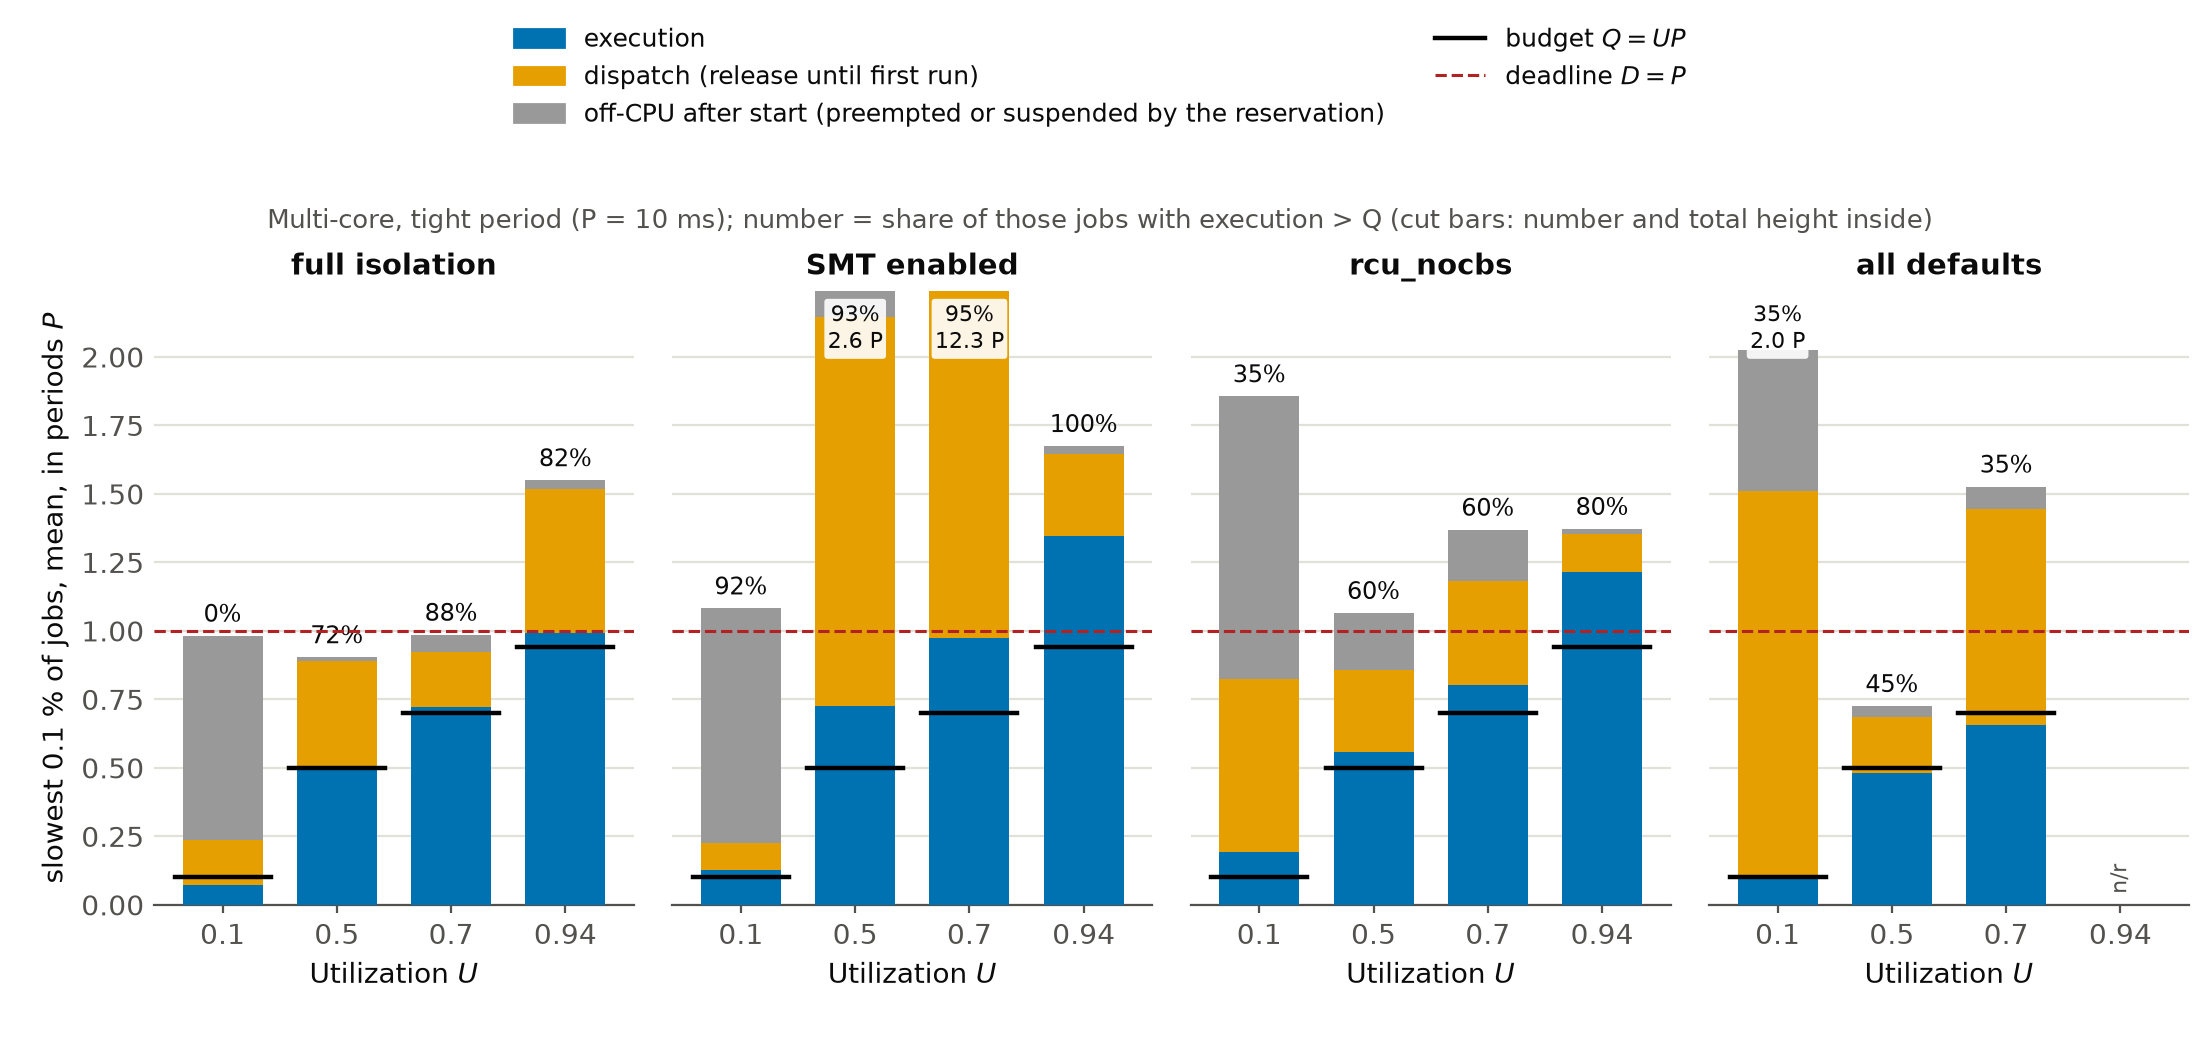 execution
dispatch (release until first run)
off-CPU after start (preempted or suspended by the reservation)
budget Q = UP
deadline D = P
Multi-core, tight period (P = 10 ms); number = share of those jobs with execution > Q (cut bars: number and total height inside)
full isolation
SMT enabled
rcu_nocbs
all defaults
slowest 0.1 % of jobs, mean, in periods P
2.00
1.75
1.50
1.25
1.00
0.75
0.50
0.25
0.00
0%
72%
88%
82%
0.1
0.5
0.7
0.94
Utilization U
92%
93%
2.6 P
95%
12.3 P
100%
0.1
0.5
0.7
0.94
Utilization U
35%
60%
60%
80%
0.1
0.5
0.7
0.94
Utilization U
35%
2.0 P
45%
35%
n/r
0.1
0.5
0.7
0.94
Utilization U